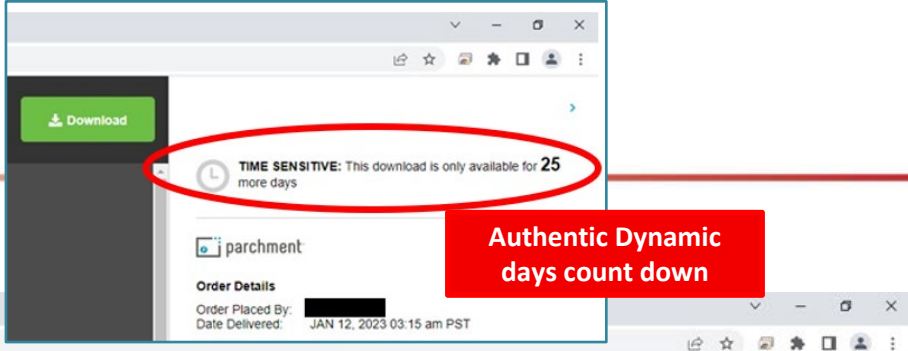 Download
TIME SENSITIVE: This download is only available for 25
more days
parchment
Order Details
Order Placed By:
Date Delivered: JAN 12, 2023 03:15 am PST
Authentic Dynamic
days count down